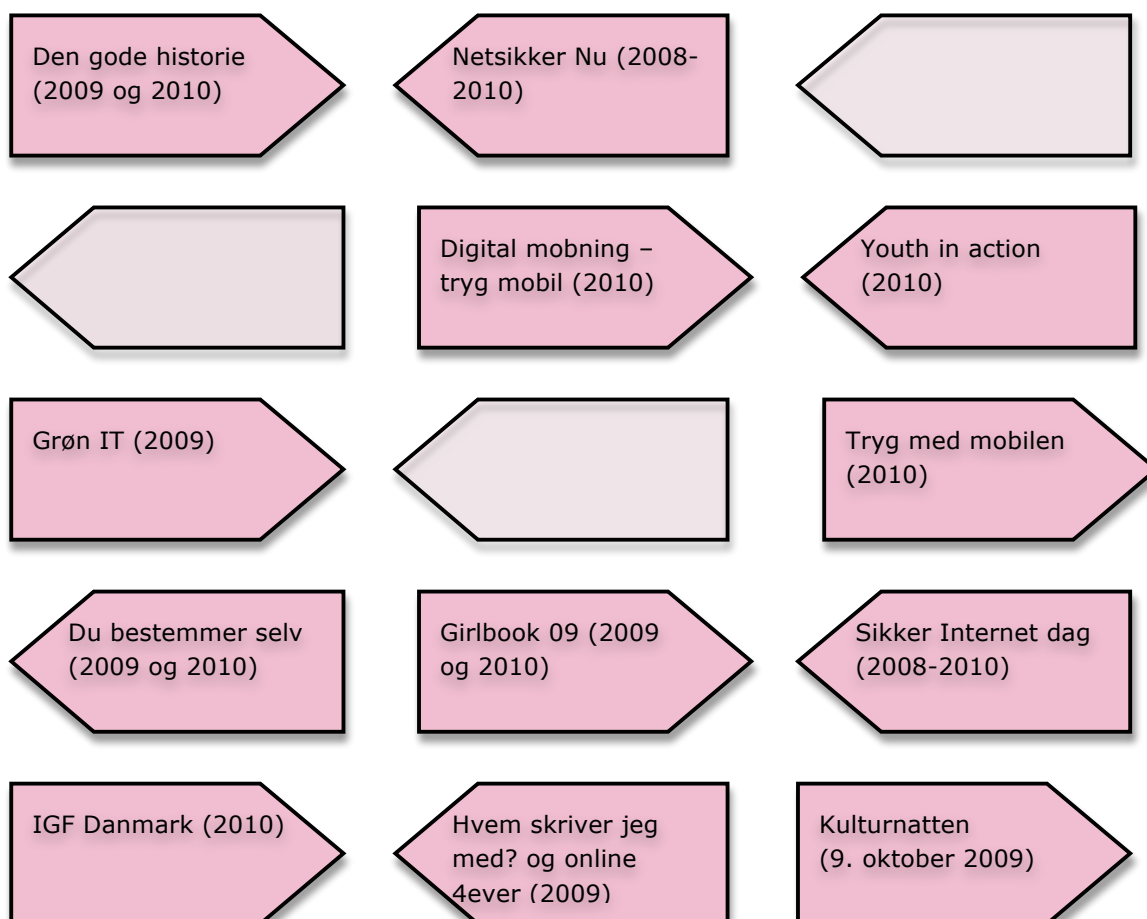 Den gode historie
(2009 og 2010)
Netsikker Nu (2008-
2010)
Digital mobning –
tryg mobil (2010)
Youth in action
(2010)
Grøn IT (2009)
Tryg med mobilen
(2010)
Du bestemmer selv
(2009 og 2010)
Girlbook 09 (2009
og 2010)
Sikker Internet dag
(2008-2010)
IGF Danmark (2010)
Hvem skriver jeg
med? og online
4ever (2009)
Kulturnatten
(9. oktober 2009)